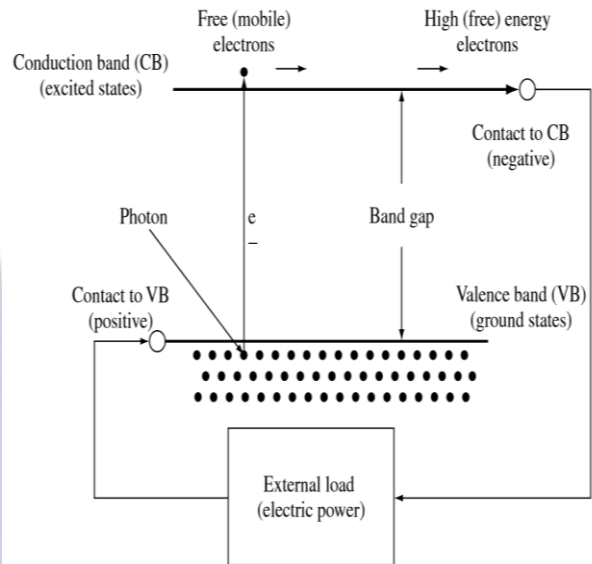 Free (mobile)
electrons
High (free) energy
electrons
Conduction band (CB)
(excited states)
Contact to CB
(negative)
Photon
e
–
Band gap
Contact to VB
(positive)
Valence band (VB)
(ground states)
External load
(electric power)